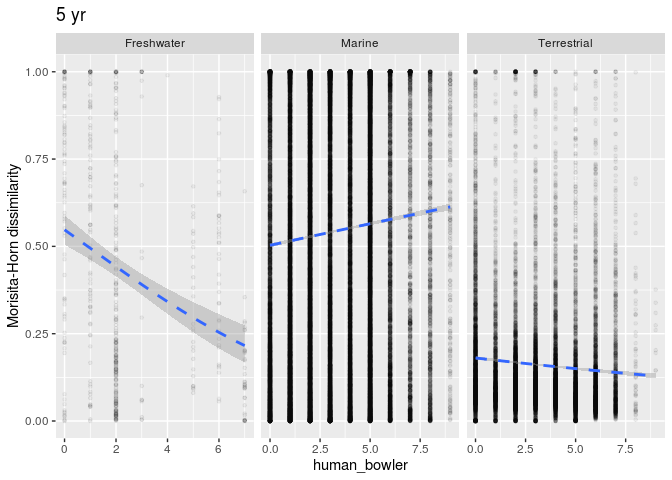 5 yr
Freshwater Marine Terrestrial
Morisita-Horn dissimilarity
1.00
0.75
0.50
0.25
0.00
0 2 4 6 0.0 2.5 5.0 7.5 0.0 2.5 5.0 7.5
human_bowler